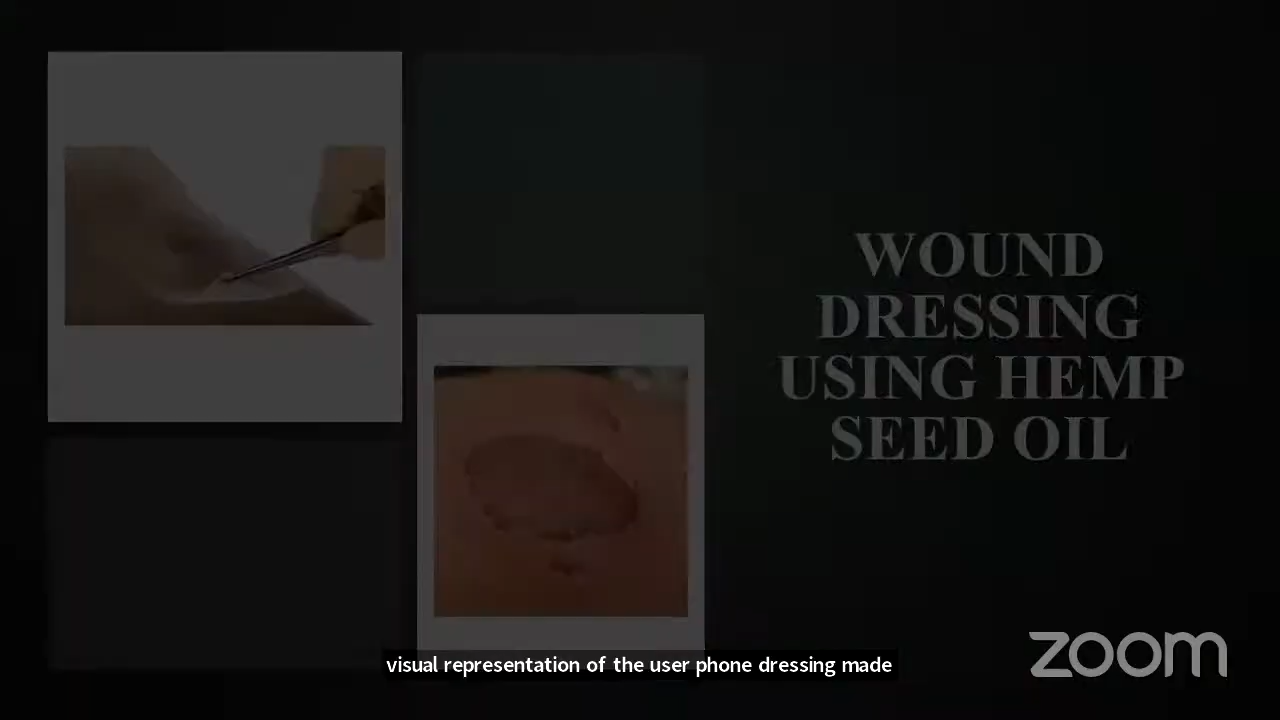 WOUND
DRESSING
USING HEMP
SEED OIL
visual representation of the user phone dressing made
zoom